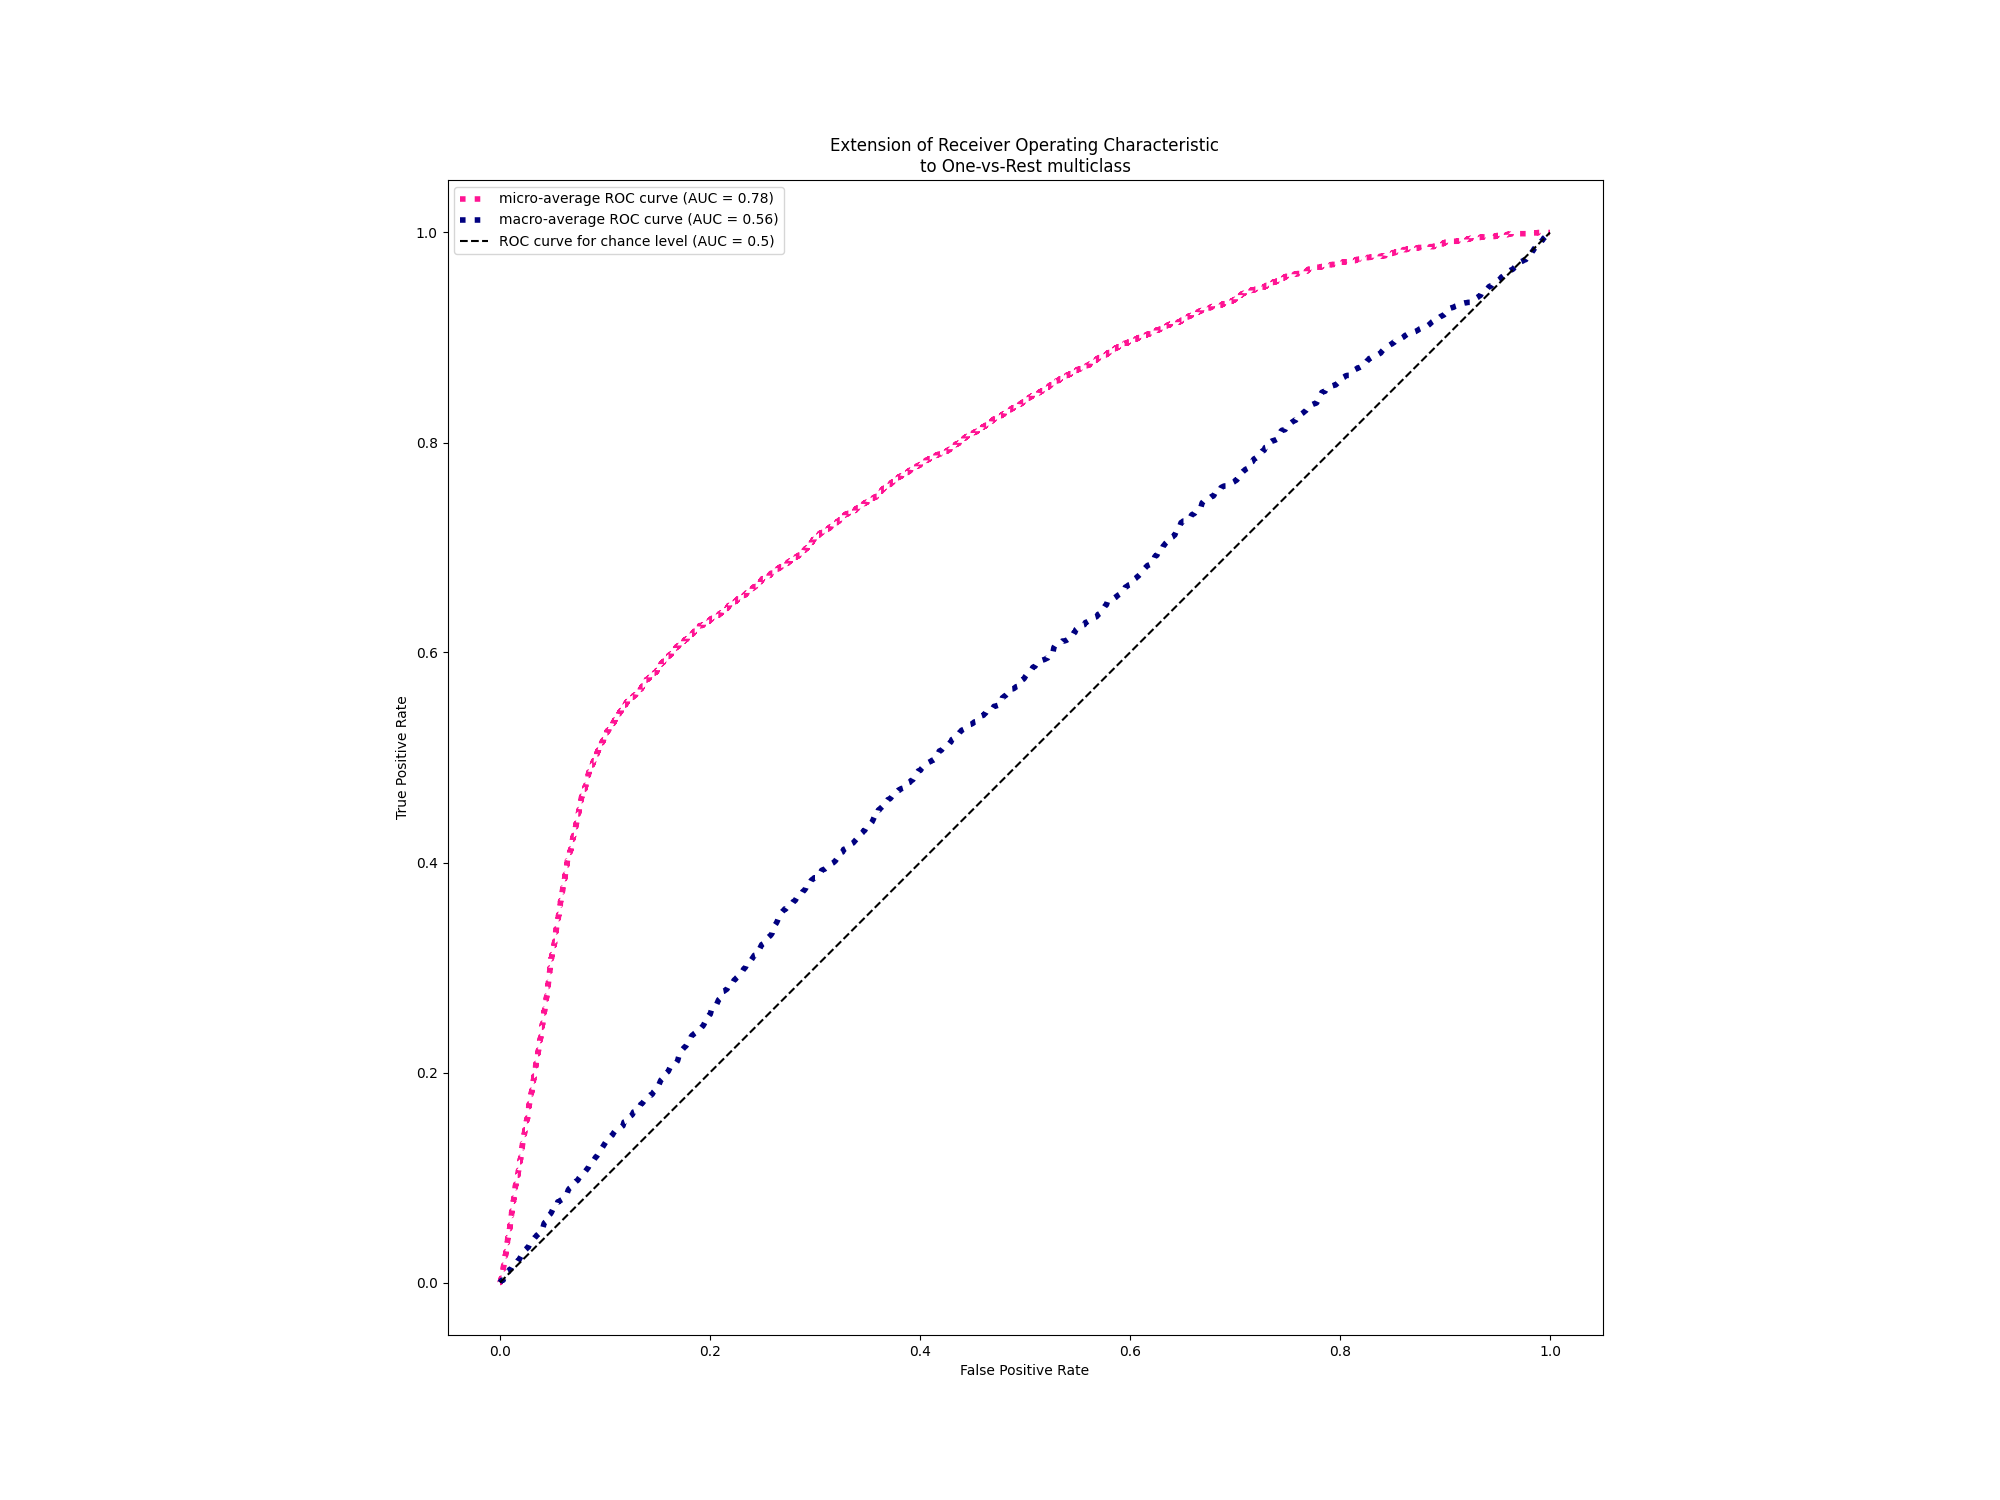 Extension of Receiver Operating Characteristic
to One-vs-Rest multiclass
micro-average ROC curve (AUC = 0.78)
macro-average ROC curve (AUC = 0.56)
ROC curve for chance level (AUC = 0.5)
1.0
0.8
0.6
0.4
0.2
0.0
True Positive Rate
0.0 0.2 0.4 0.6 0.8 1.0
False Positive Rate